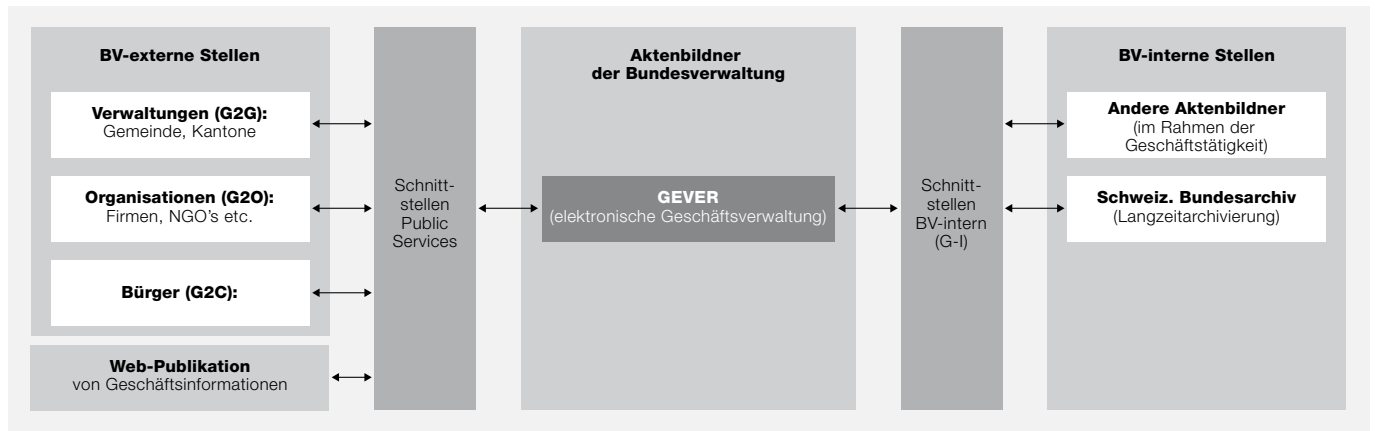 BV-externe Stellen
Verwaltungen (G2G):
Gemeinde, Kantone
Organisationen (G2O):
Firmen, NGO's etc.
Bürger (G2C):
Web-Publikation
von Geschäftsinformationen
Schnitt-
stellen
Public
Services
Aktenbildner
der Bundesverwaltung
GEVER
(elektronische Geschäftsverwaltung)
Schnitt-
stellen
BV-intern
(G-I)
BV-interne Stellen
Andere Aktenbildner
(im Rahmen der
Geschäftstätigkeit)
Schweiz. Bundesarchiv
(Langzeitarchivierung)